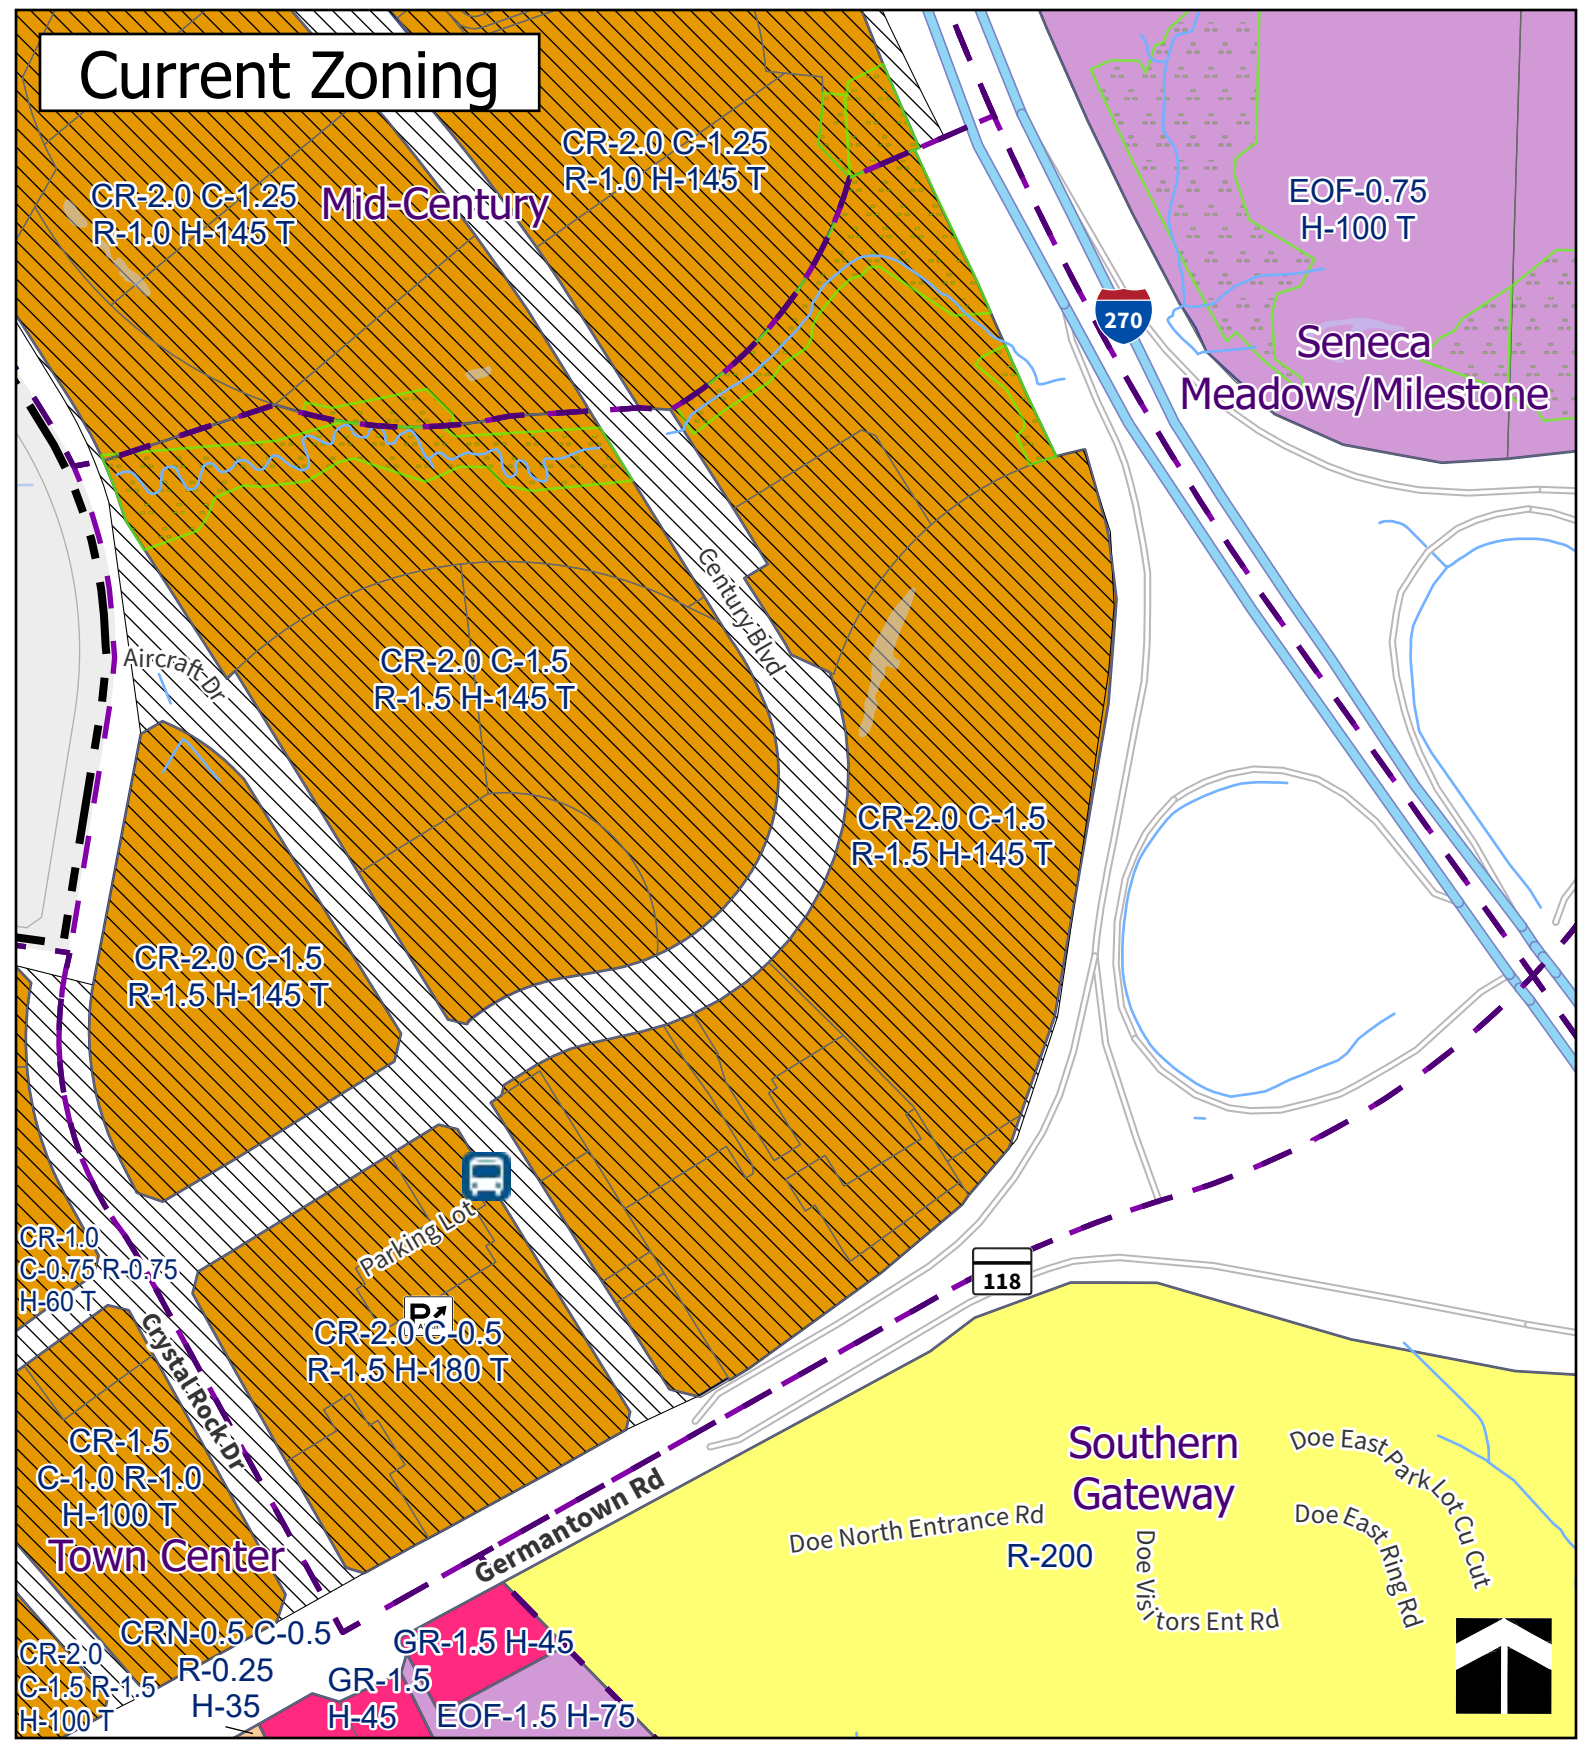 Current Zoning
CR-2.0 C-1.25
R-1.0 H-145 T
CR-2.0 C-1.25
R-1.0 H-145 T
Mid-Century
EOF-0.75
H-100 T
270
Seneca
Meadows/Milestone
Century Blvd
Aircraft Dr
CR-2.0 C-1.5
R-1.5 H-145 T
CR-2.0 C-1.5
R-1.5 H-145 T
CR-2.0 C-1.5
R-1.5 H-145 T
Parking Lot
CR-1.0
C-0.75 R-0.75
H-60 T
118
P
CR-2.0 C-0.5
R-1.5 H-180 T
Crystal Rock Dr
CR-1.5
C-1.0 R-1.0
H-100 T
Town Center
Germantown Rd
Southern
Gateway
Doe East Park Lot Cu Cut
Doe North Entrance Rd
R-200
Doe East Ring Rd
Doe Visitors Ent Rd
CRN-0.5 C-0.5
R-0.25
H-35
GR-1.5 H-45
GR-1.5
H-45
EOF-1.5 H-75
CR-2.0
C-1.5 R-1.5
H-100 T